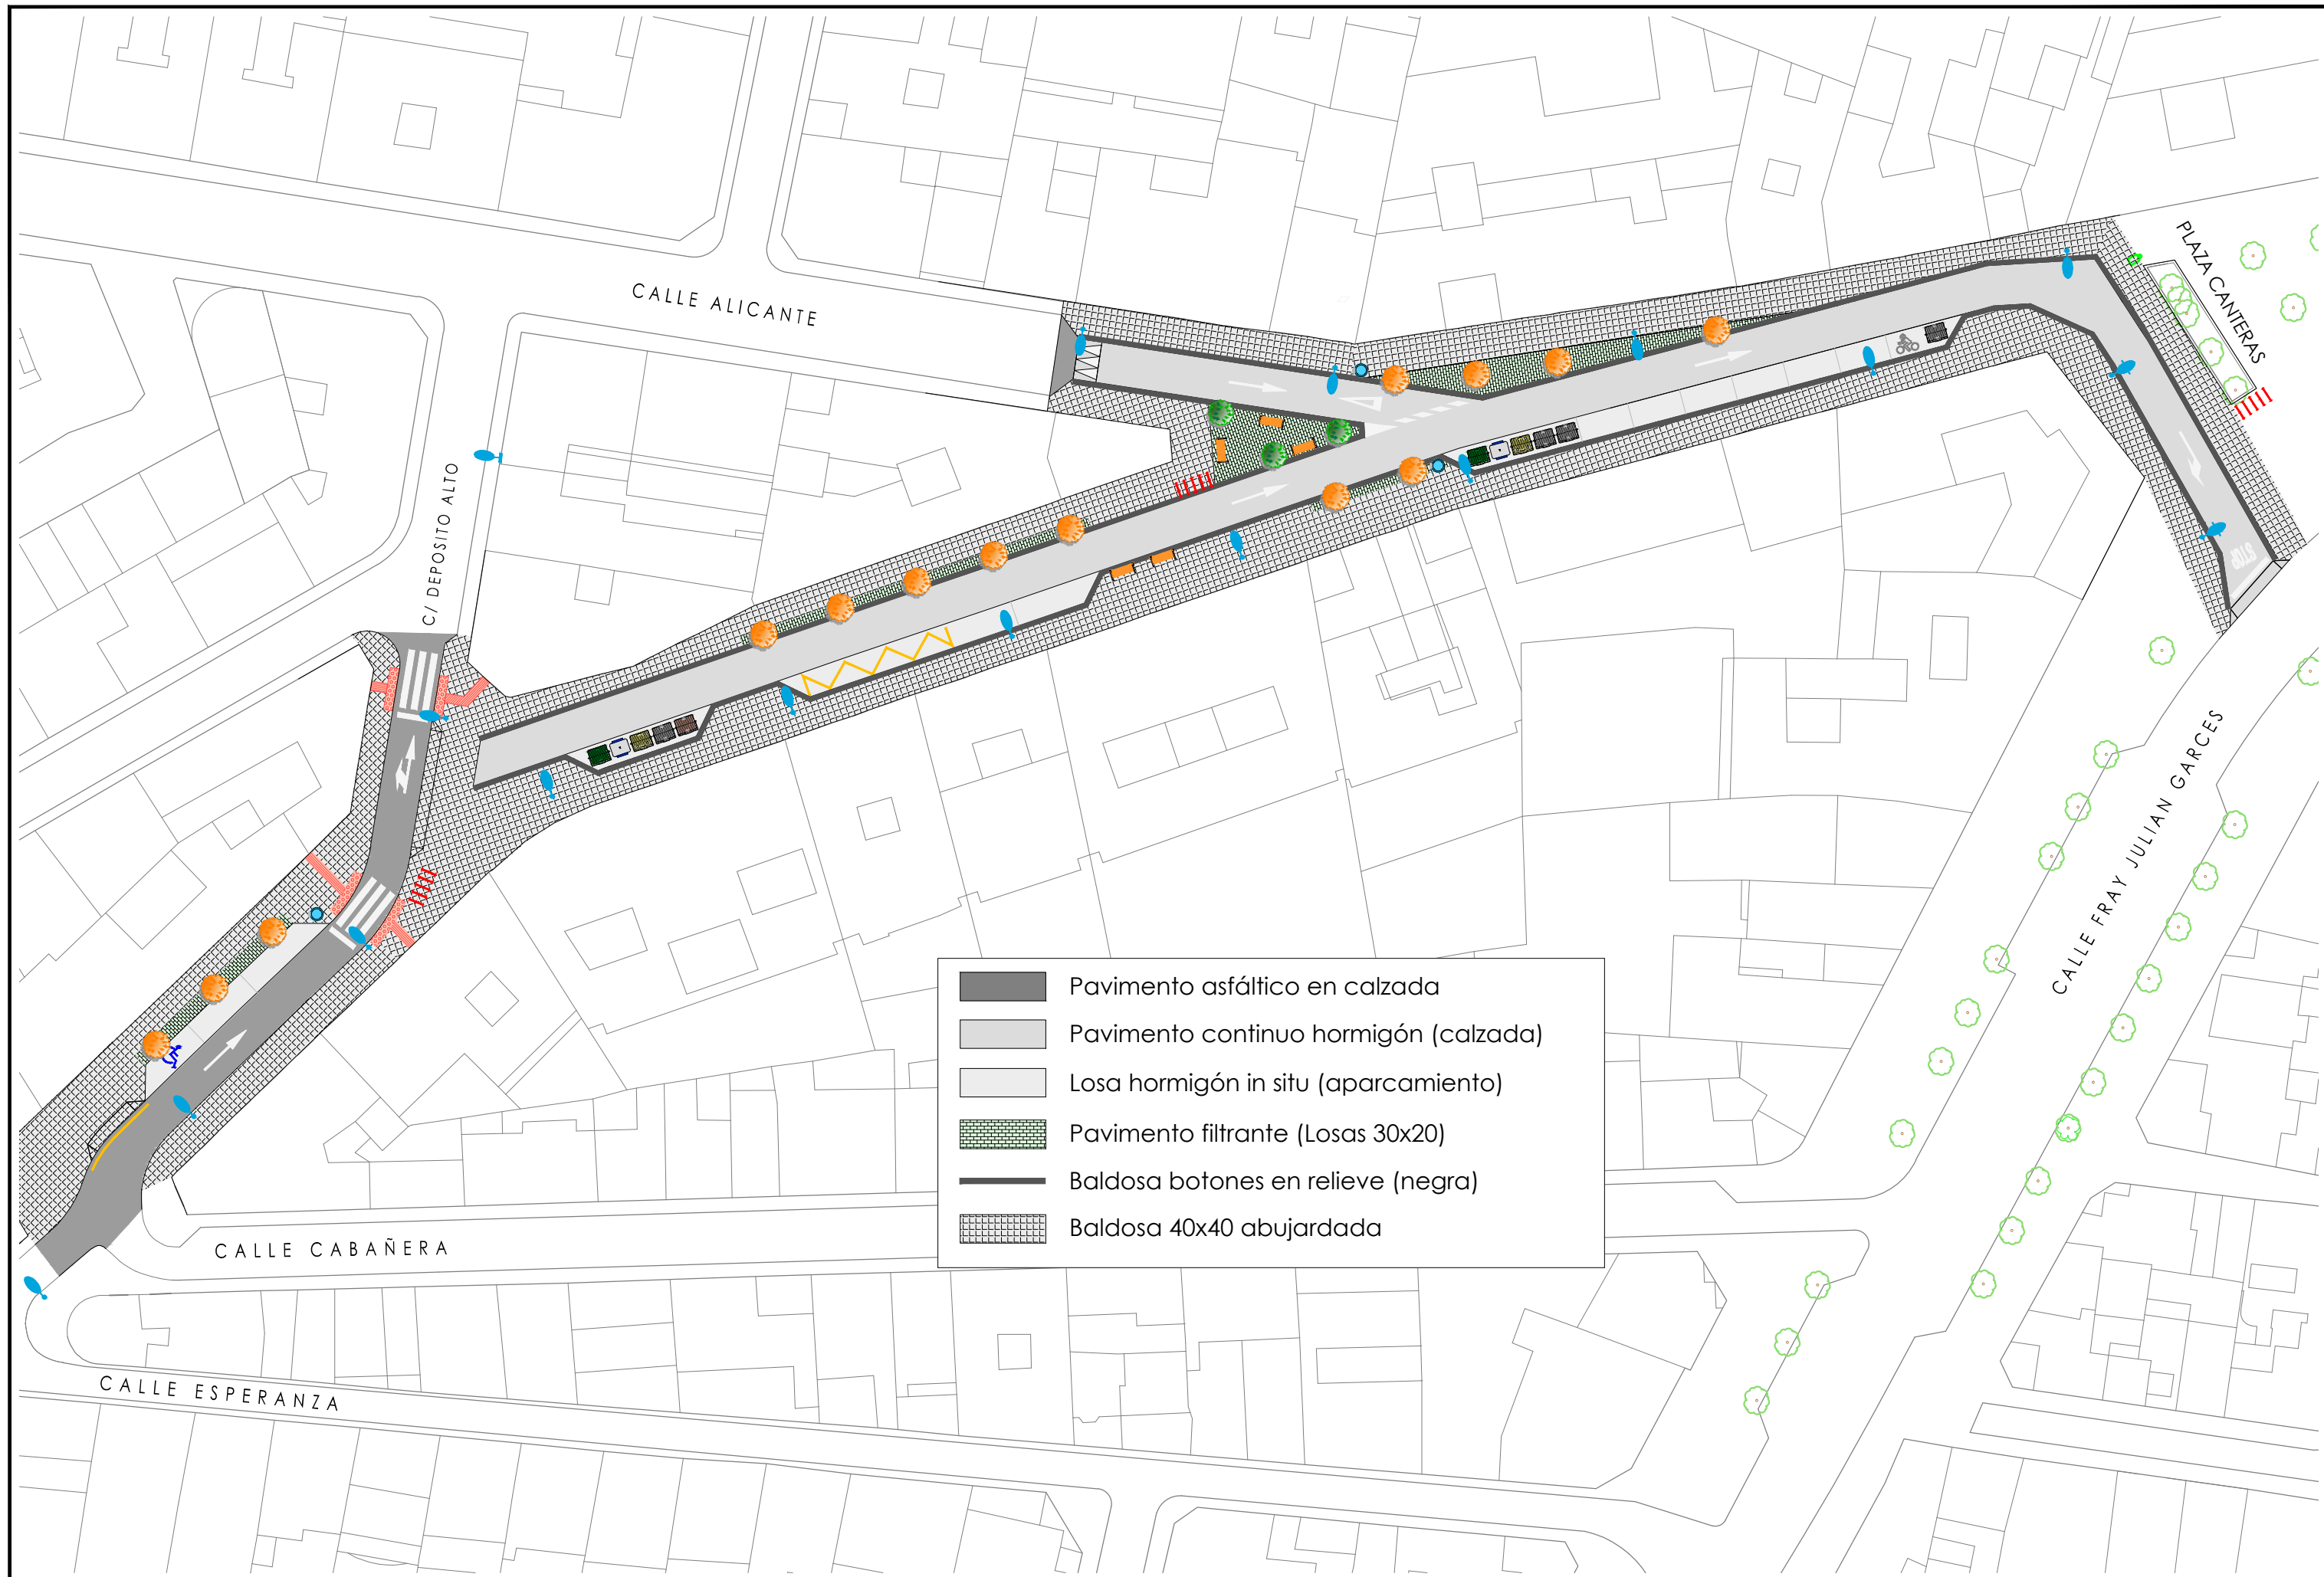 PLAZA CANTERAS
CALLE ALICANTE
C/ DEPOSITO ALTO
STOP
CALLE FRAY JULIAN GARCES
Pavimento asfáltico en calzada
Pavimento continuo hormigón (calzada)
Losa hormigón in situ (aparcamiento)
Pavimento filtrante (Losas 30x20)
Baldosa botones en relieve (negra)
Baldosa 40x40 abujardada
CALLE CABAÑERA
CALLE ESPERANZA